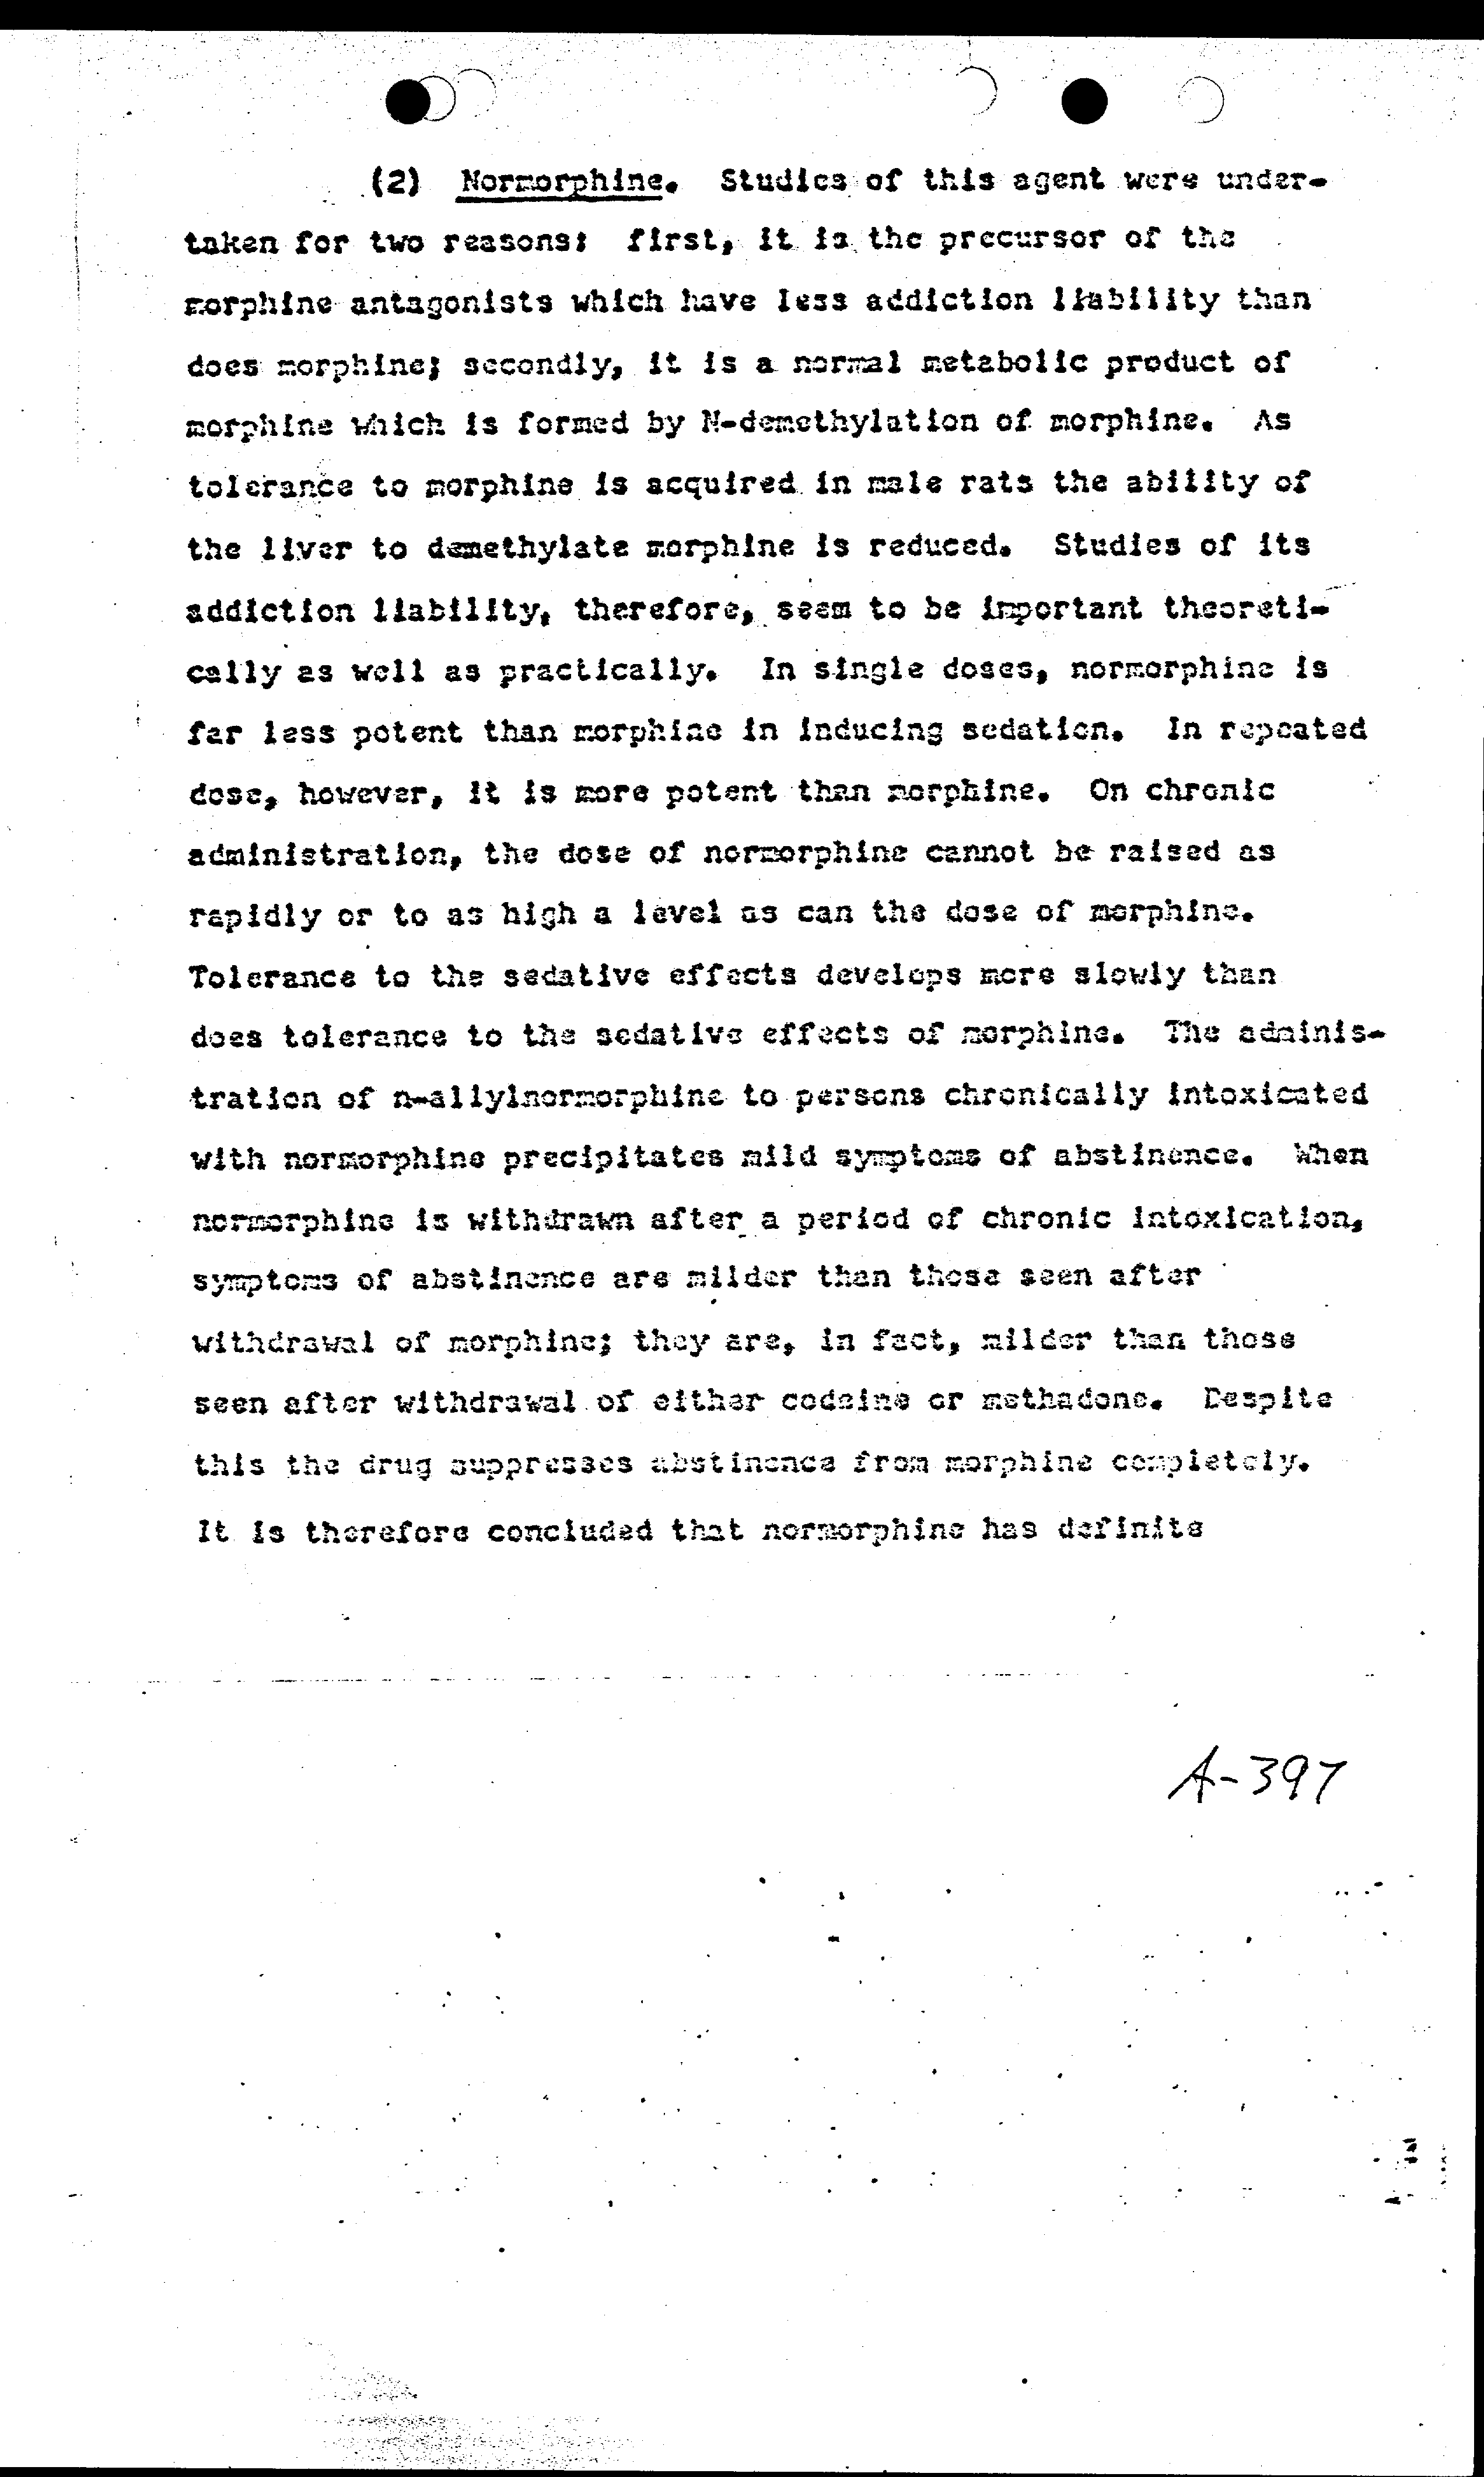 (2) Normorphine. Studies of this agent were under-
taken for two reasons: first, it is the precursor of the
morphine antagonists which have less addiction liability than
does morphine; secondly, it is a normal metabolic product of
morphine which is formed by N-demethylation of morphine. As
tolerance to morphine is acquired in male rats the ability of
the liver to demethylate morphine is reduced. Studies of its
addiction liability, therefore, seem to be important theoreti-
cally as well as practically. In single doses, normorphine is
far less potent than morphine in inducing sedation. In repeated
dose, however, it is more potent than morphine. On chronic
administration, the dose of normorphine cannot be raised as
rapidly or to as high a level as can the dose of morphine.
Tolerance to the sedative effects develops more slowly than
does tolerance to the sedative effects of morphine. The adminis-
tration of n-allylnormorphine to persons chronically intoxicated
with normorphine precipitates mild symptoms of abstinence. When
normorphine is withdrawn after a period of chronic intoxication,
symptoms of abstinence are milder than those seen after
withdrawal of morphine; they are, in fact, milder than those
seen after withdrawal of either codeine or methadone. Despite
this the drug suppresses abstinence from morphine completely.
It is therefore concluded that normorphine has definite
A-397